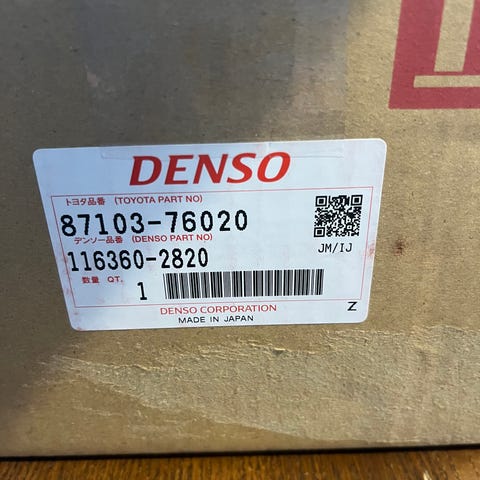 DENSO
トヨタ品番 (TOYOTA PART NO)
87103-76020
デンソー品番 (DENSO PART NO)
116360-2820
JM/IJ
数量 QT. 1
DENSO CORPORATION
MADE IN JAPAN
Z